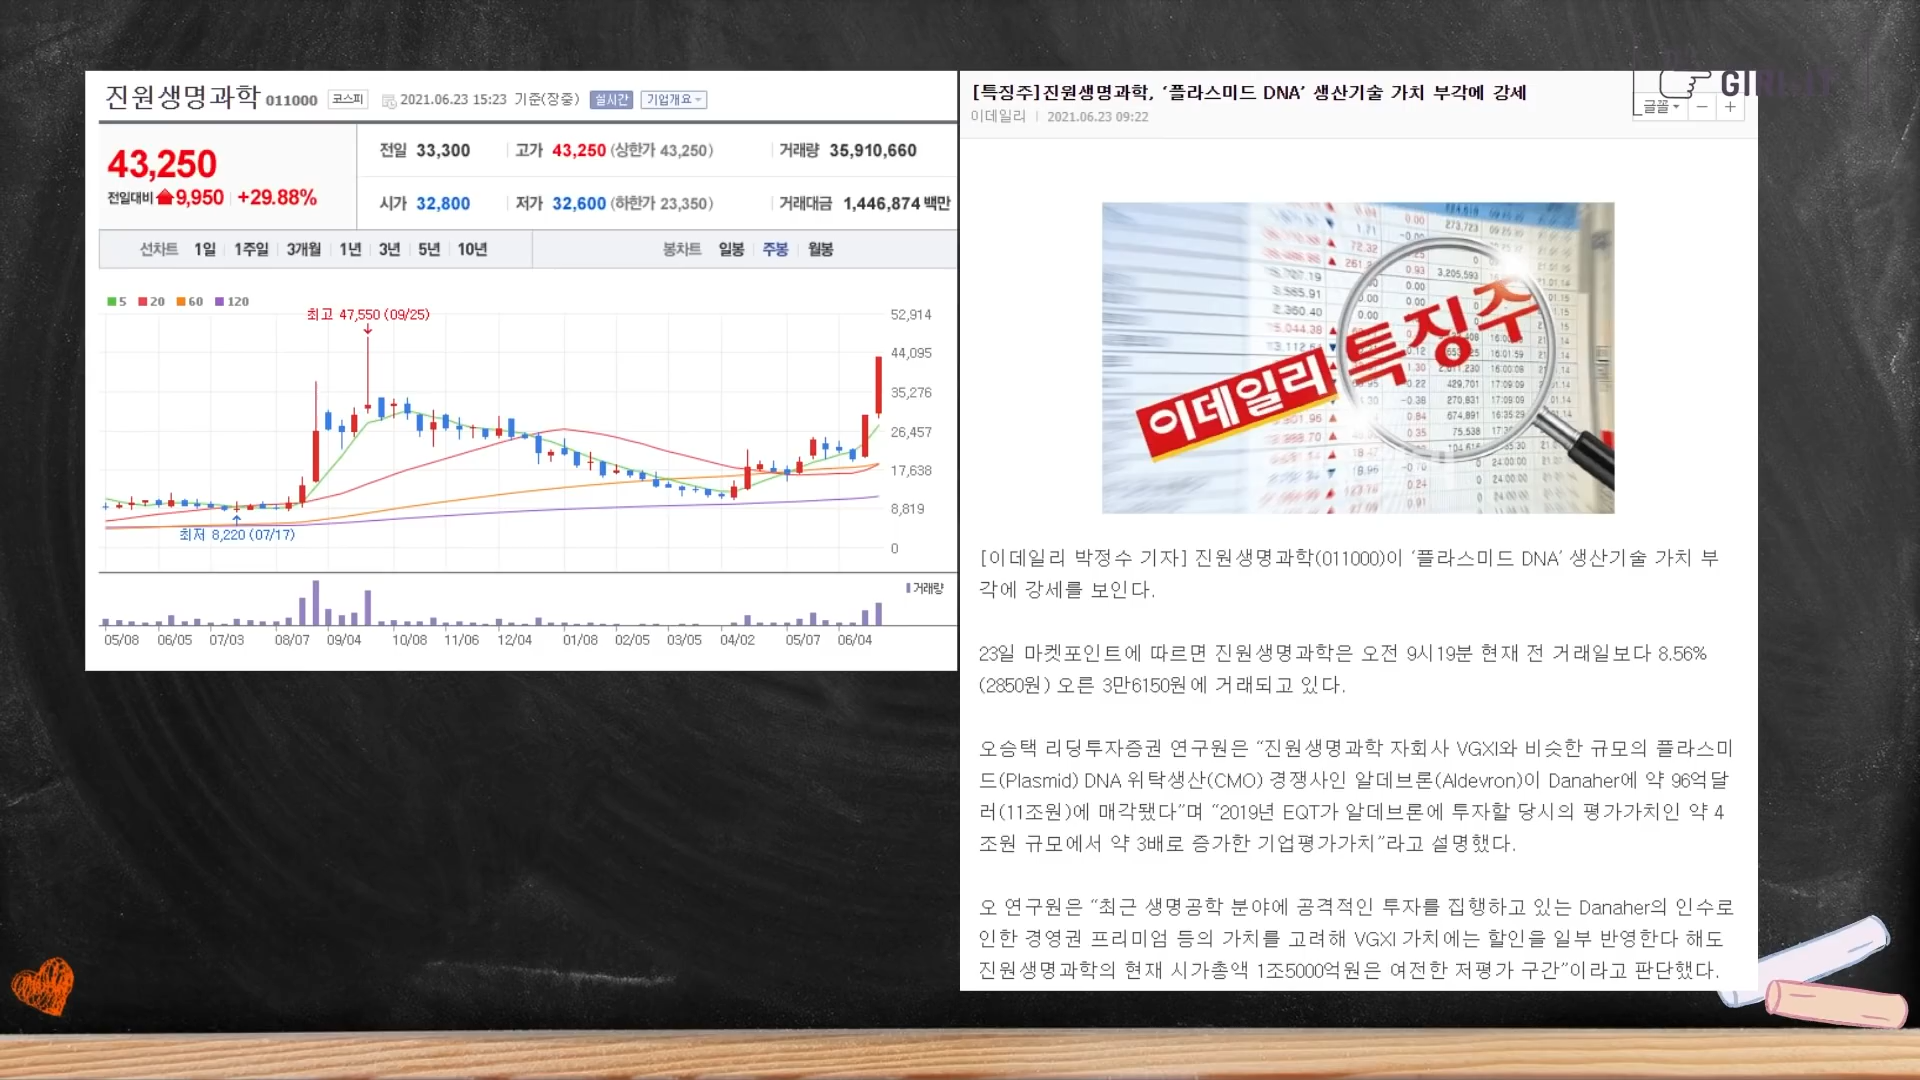 진원생명과학 011000 코스피 2021.06.23 15:23 기준(장중) 실시간 기업개요
43,250
전일대비 9,950 +29.88%
전일 33,300 고가 43,250 (상한가 43,250) 거래량 35,910,660
시가 32,800 저가 32,600 (하한가 23,350) 거래대금 1,446,874 백만
선차트 1일 1주일 3개월 1년 3년 5년 10년 봉차트 일봉 주봉 월봉
5 20 60 120
최고 47,550 (09/25)
52,914
44,095
35,276
26,457
17,638
8,819
0
최저 8,220 (07/17)
거래량
05/08 06/05 07/03 08/07 09/04 10/08 11/06 12/04 01/08 02/05 03/05 04/02 05/07 06/04
[특징주]진원생명과학, ‘플라스미드 DNA’ 생산기술 가치 부각에 강세
이데일리 2021.06.23 09:22
글꼴 − +
이데일리 특징주
[이데일리 박정수 기자] 진원생명과학(011000)이 ‘플라스미드 DNA’ 생산기술 가치 부
각에 강세를 보인다.
23일 마켓포인트에 따르면 진원생명과학은 오전 9시19분 현재 전 거래일보다 8.56%
(2850원) 오른 3만6150원에 거래되고 있다.
오승택 리딩투자증권 연구원은 “진원생명과학 자회사 VGXI와 비슷한 규모의 플라스미
드(Plasmid) DNA 위탁생산(CMO) 경쟁사인 알데브론(Aldevron)이 Danaher에 약 96억달
러(11조원)에 매각됐다”며 “2019년 EQT가 알데브론에 투자할 당시의 평가가치인 약 4
조원 규모에서 약 3배로 증가한 기업평가가치”라고 설명했다.
오 연구원은 “최근 생명공학 분야에 공격적인 투자를 집행하고 있는 Danaher의 인수로
인한 경영권 프리미엄 등의 가치를 고려해 VGXI 가치에는 할인을 일부 반영한다 해도
진원생명과학의 현재 시가총액 1조5000억원은 여전한 저평가 구간”이라고 판단했다.